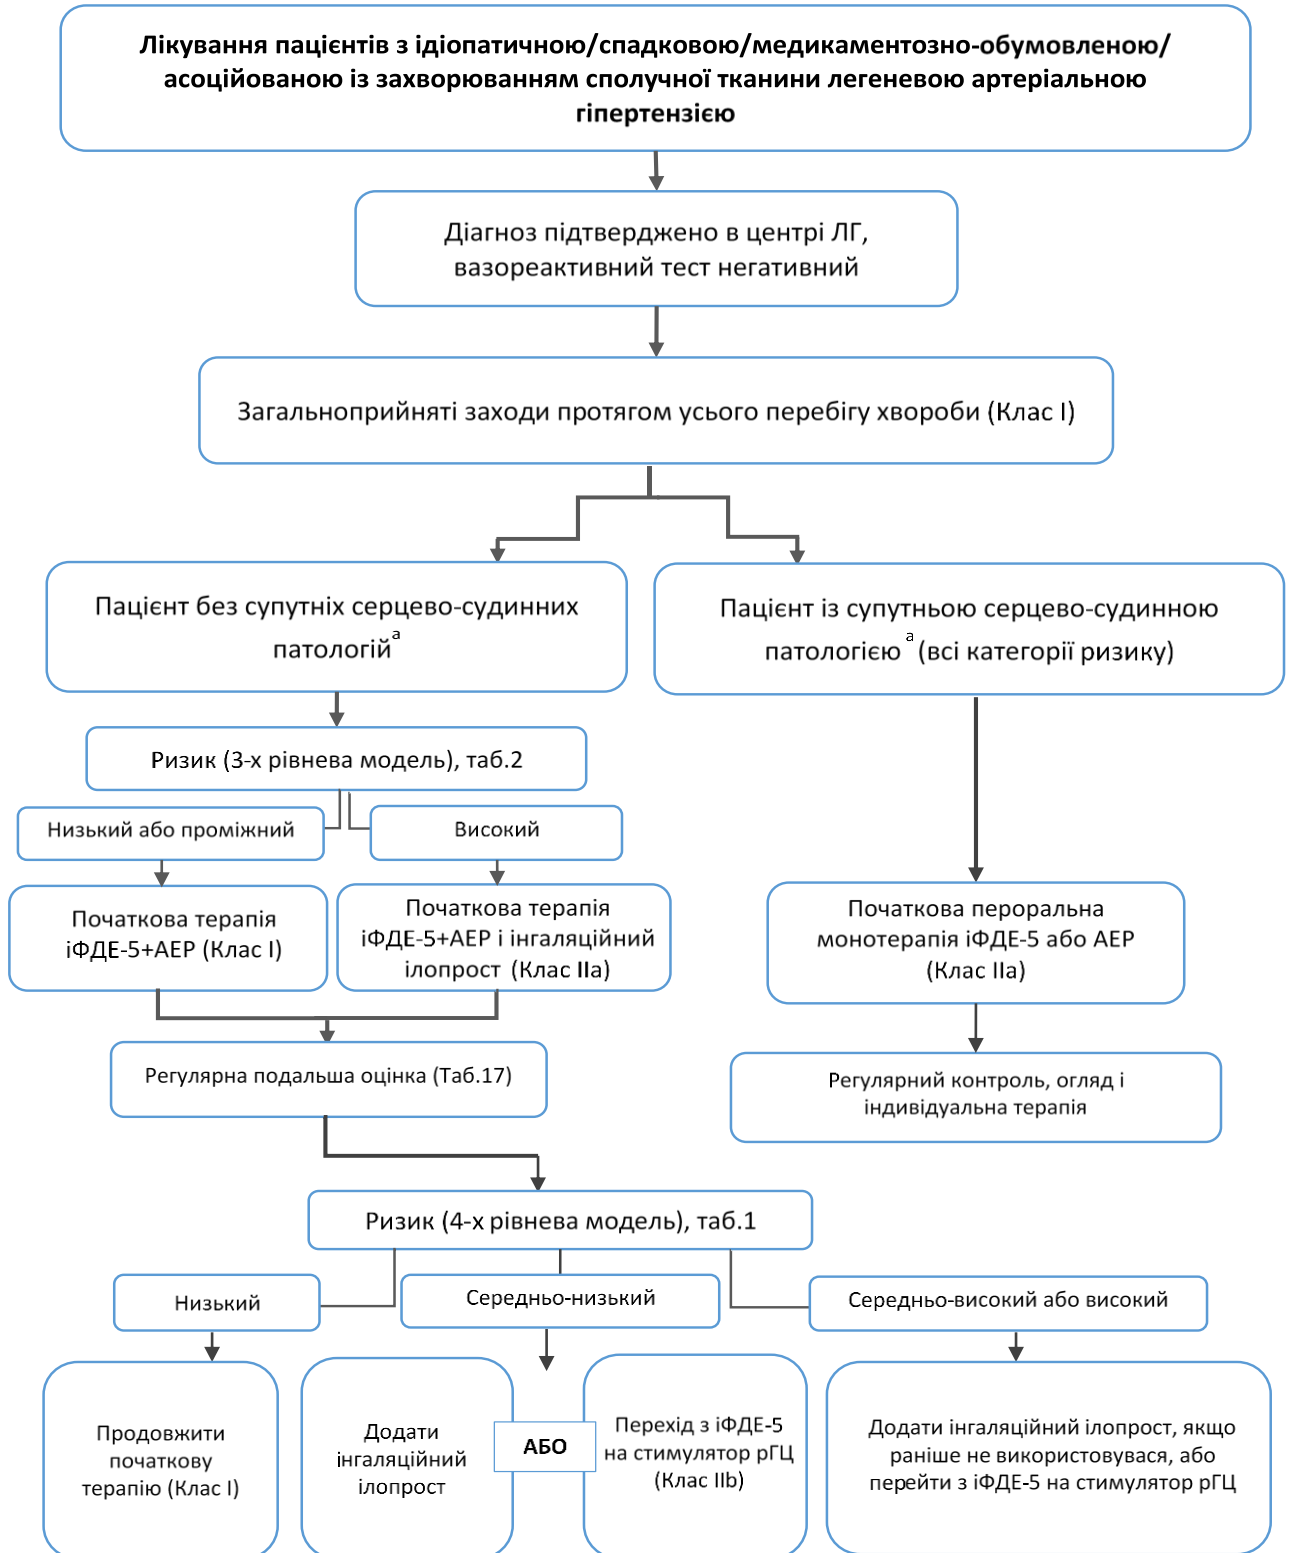 Лікування пацієнтів з ідіопатичною/спадковою/медикаментозно-обумовленою/
асоційованою із захворюванням сполучної тканини легеневою артеріальною
гіпертензією
Діагноз підтверджено в центрі ЛГ,
вазореактивний тест негативний
Загальноприйняті заходи протягом усього перебігу хвороби (Клас I)
Пацієнт без супутніх серцево-судинних
патологій а
Пацієнт із супутньою серцево-судинною
патологією а (всі категорії ризику)
Ризик (3-х рівнева модель), таб.2
Низький або проміжний
Високий
Початкова терапія
іФДЕ-5+АЕР (Клас I)
Початкова терапія
іФДЕ-5+АЕР і інгаляційний
ілопрост (Клас IIa)
Початкова пероральна
монотерапія іФДЕ-5 або АЕР
(Клас IIa)
Регулярна подальша оцінка (Таб.17)
Регулярний контроль, огляд і
індивідуальна терапія
Ризик (4-х рівнева модель), таб.1
Низький
Середньо-низький
Середньо-високий або високий
Продовжити
початкову
терапію (Клас I)
Додати
інгаляційний
ілопрост
АБО
Перехід з іФДЕ-5
на стимулятор рГЦ
(Клас IIb)
Додати інгаляційний ілопрост, якщо
раніше не використовувася, або
перейти з іФДЕ-5 на стимулятор рГЦ